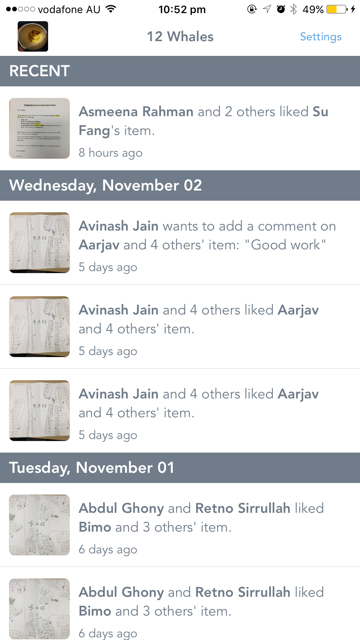 vodafone AU 10:52 pm 49%
12 Whales Settings
RECENT
Asmeena Rahman and 2 others liked Su
Fang's item.
8 hours ago
Wednesday, November 02
Avinash Jain wants to add a comment on
Aarjav and 4 others' item: "Good work"
5 days ago
Avinash Jain and 4 others liked Aarjav
and 4 others' item.
5 days ago
Avinash Jain and 4 others liked Aarjav
and 4 others' item.
5 days ago
Tuesday, November 01
Abdul Ghony and Retno Sirrullah liked
Bimo and 3 others' item.
6 days ago
Abdul Ghony and Retno Sirrullah liked
Bimo and 3 others' item.
6 days ago